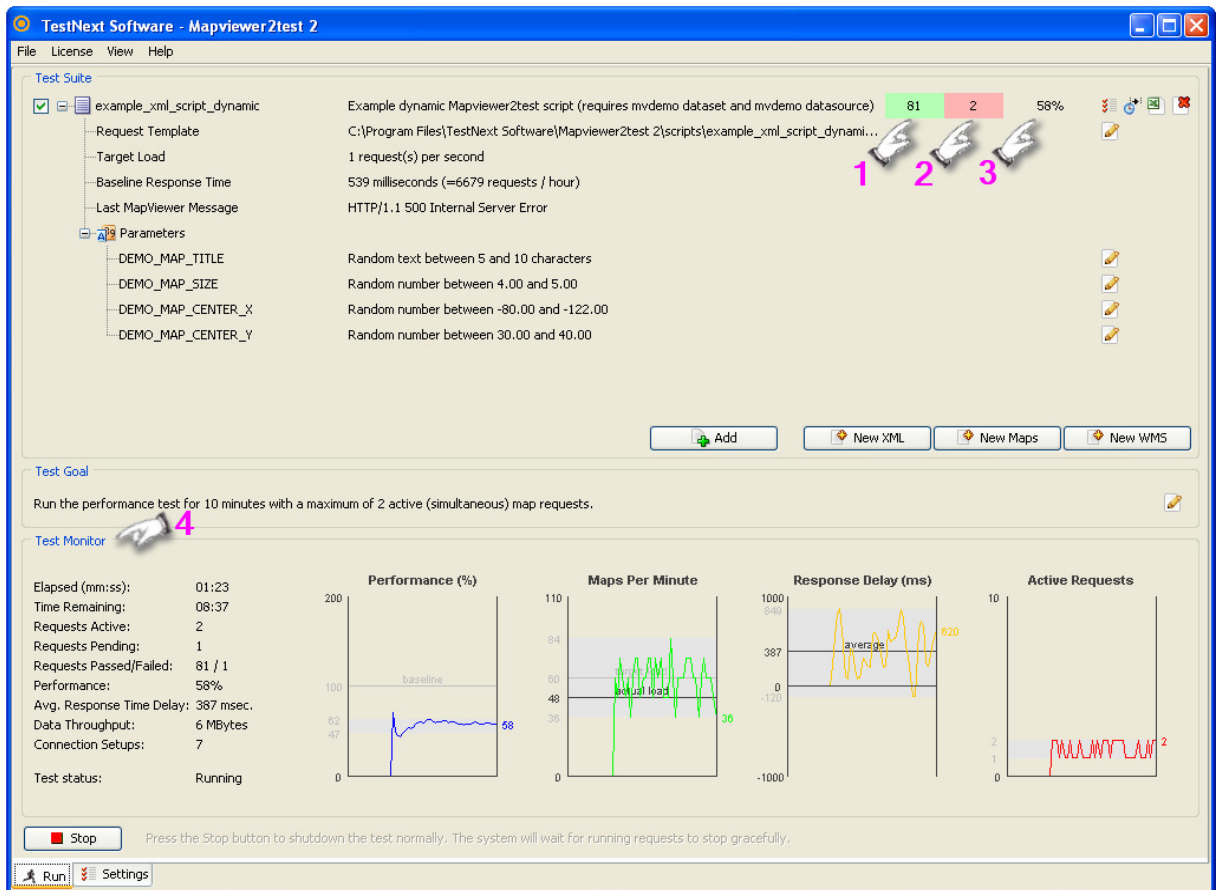 TestNext Software - Mapviewer2test 2
File License View Help
Test Suite
example_xml_script_dynamic Example dynamic Mapviewer2test script (requires mvdemo dataset and mvdemo datasource) 81 2 58%
Request Template C:\Program Files\TestNext Software\Mapviewer2test 2\scripts\example_xml_script_dynami...
Target Load 1 request(s) per second
1 2 3
Baseline Response Time 539 milliseconds (=6679 requests / hour)
Last MapViewer Message HTTP/1.1 500 Internal Server Error
Parameters
DEMO_MAP_TITLE Random text between 5 and 10 characters
DEMO_MAP_SIZE Random number between 4.00 and 5.00
DEMO_MAP_CENTER_X Random number between -80.00 and -122.00
DEMO_MAP_CENTER_Y Random number between 30.00 and 40.00
Add New XML New Maps New WMS
Test Goal
Run the performance test for 10 minutes with a maximum of 2 active (simultaneous) map requests.
4
Test Monitor
Elapsed (mm:ss): 01:23
Time Remaining: 08:37
Requests Active: 2
Requests Pending: 1
Requests Passed/Failed: 81 / 1
Performance: 58%
Avg. Response Time Delay: 387 msec.
Data Throughput: 6 MBytes
Connection Setups: 7
Test status: Running
Performance (%)
200
baseline
100
62
47
58
0
Maps Per Minute
110
84
target load
60
actual load
48
36
36
0
Response Delay (ms)
1000
849
620
average
387
0
-120
-1000
Active Requests
10
2
2
1
0
Stop Press the Stop button to shutdown the test normally. The system will wait for running requests to stop gracefully.
Run Settings